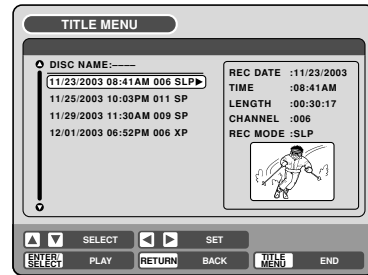 TITLE MENU
DISC NAME:----
11/23/2003 08:41AM 006 SLP▶
11/25/2003 10:03PM 011 SP
11/29/2003 11:30AM 009 SP
12/01/2003 06:52PM 006 XP
REC DATE :11/23/2003
TIME :08:41AM
LENGTH :00:30:17
CHANNEL :006
REC MODE :SLP
▲ ▼ SELECT ◀ ▶ SET
ENTER/SELECT PLAY RETURN BACK TITLE MENU END